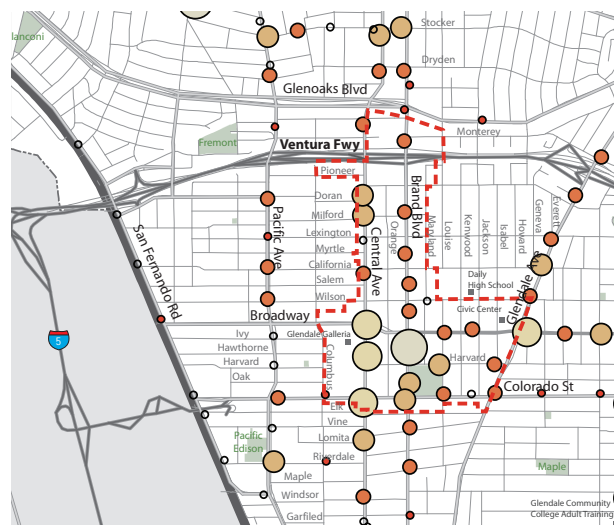 Stocker
lanconi
Dryden
Glenoaks Blvd
Monterey
Fremont
Ventura Fwy
Pioneer
Doran
Milford
Lexington
Myrtle
California
Salem
Wilson
Pacific Ave
Central Ave
Orange
Brand Blvd
Maryland
Louise
Kenwood
Jackson
Isabel
Howard
Geneva
Everett
Glendale Ave
San Fernando Rd
Daily
High School
Civic Center
Broadway
Ivy
Glendale Galleria
Hawthorne
Harvard
Oak
Columbus
Harvard
5
Colorado St
Elk
Vine
Lomita
Riverdale
Pacific
Edison
Maple
Maple
Windsor
Garfiled
Glendale Community
College Adult Training